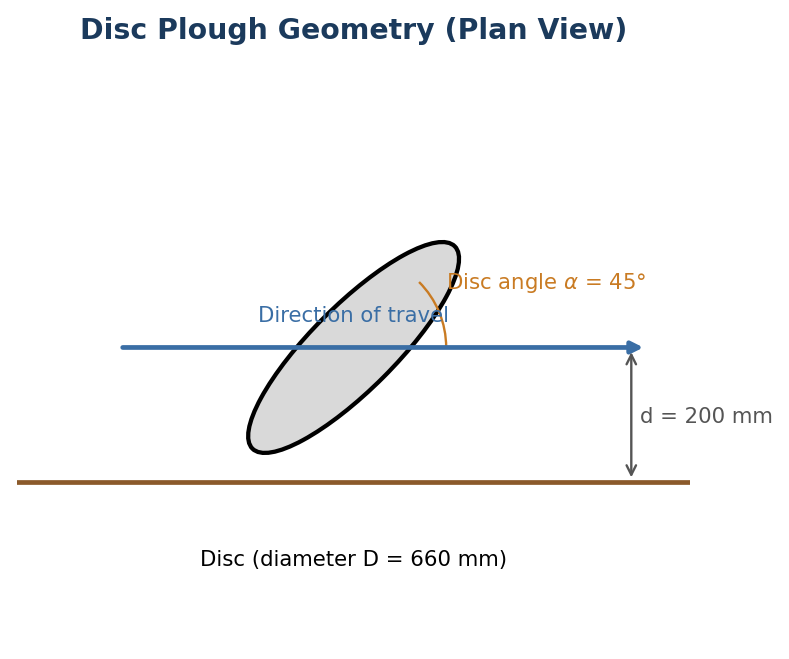 Disc Plough Geometry (Plan View)
Disc angle α = 45°
Direction of travel
d = 200 mm
Disc (diameter D = 660 mm)